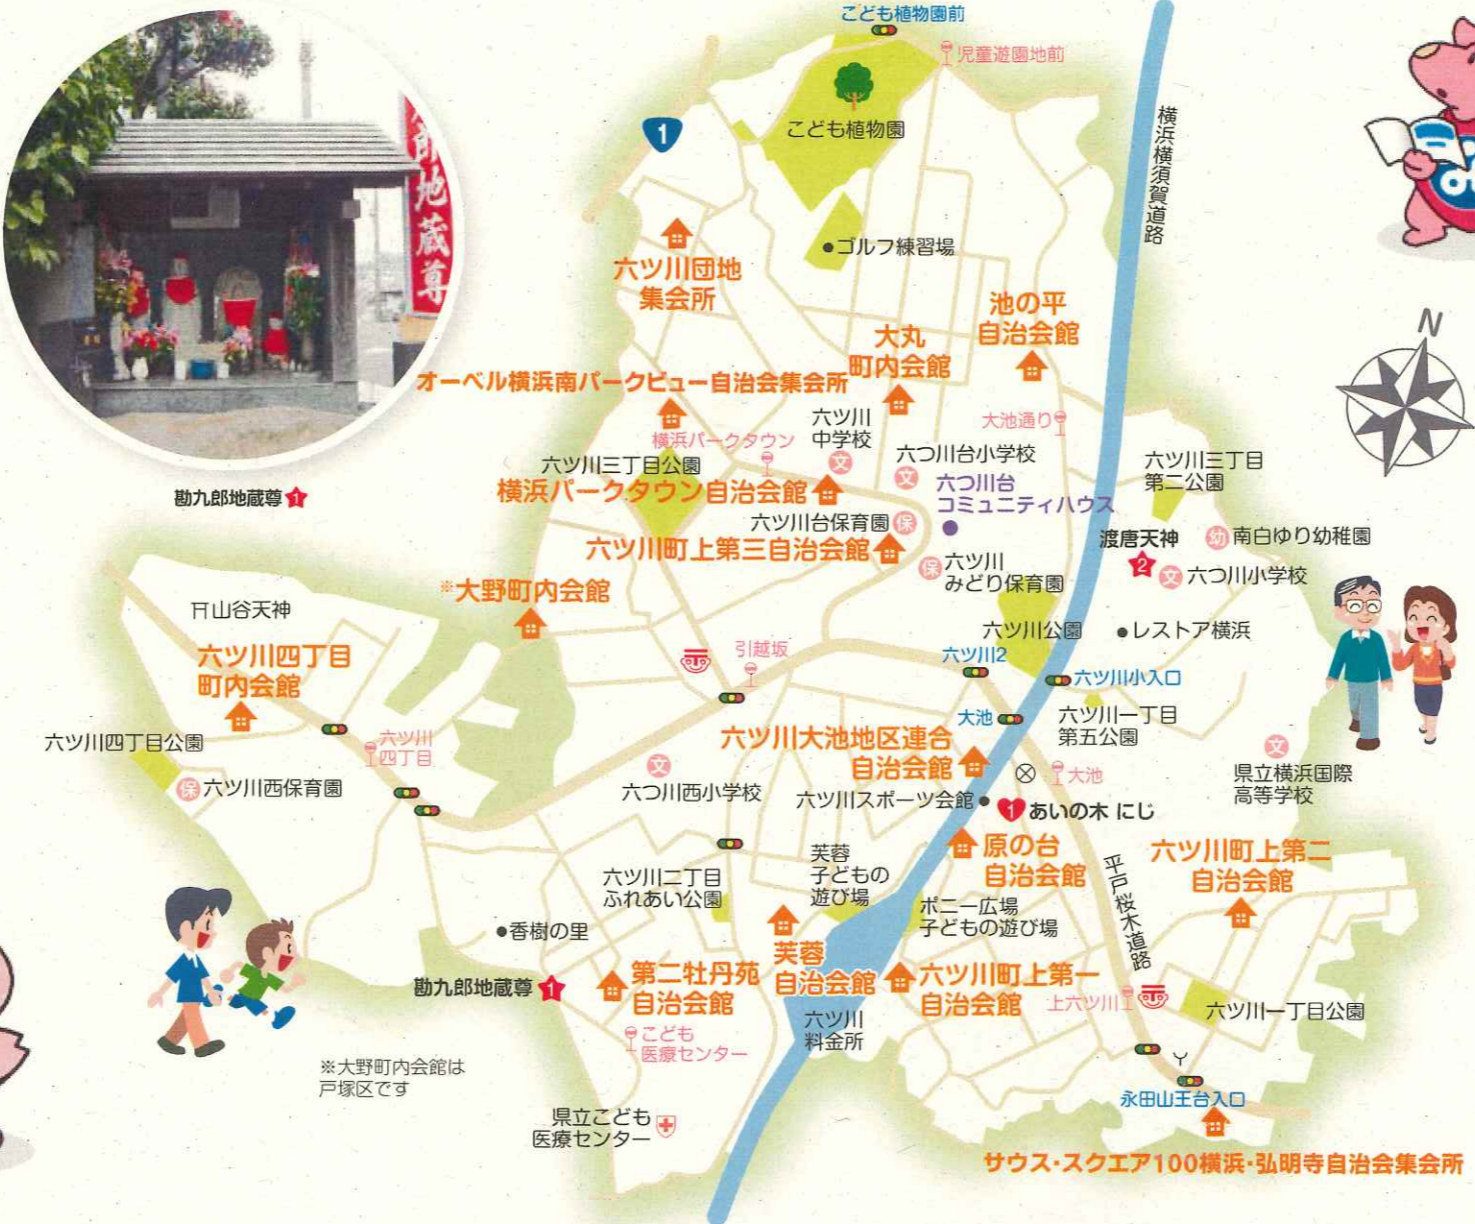 こども植物園前
児童遊園地前
1
こども植物園
横浜横須賀道路
郎地蔵尊
ゴルフ練習場
六ツ川団地
集会所
池の平
自治会館
大丸
町内会館
N
オーベル横浜南パークビュー自治会集会所
六ツ川
中学校
文
大池通り
横浜パークタウン
六つ川台小学校
文
六ツ川三丁目公園
六ツ川三丁目
第二公園
横浜パークタウン自治会館
六つ川台
コミュニティハウス
勘九郎地蔵尊 1
六ツ川台保育園 保
六ツ川町上第三自治会館
渡唐天神
2
幼 南白ゆり幼稚園
保 六ツ川
みどり保育園
文 六つ川小学校
※大野町内会館
山谷天神
六ツ川公園
レストア横浜
引越坂
六ツ川2
六ツ川四丁目
町内会館
六ツ川小入口
大池
六ツ川一丁目
第五公園
六ツ川四丁目公園
六ツ川
四丁目
六ツ川大池地区連合
自治会館
文
六つ川西小学校
大池
文
県立横浜国際
高等学校
保 六ツ川西保育園
六ツ川スポーツ会館
1 あいの木 にじ
原の台
自治会館
六ツ川町上第二
自治会館
芙蓉
子どもの
遊び場
六ツ川二丁目
ふれあい公園
平戸桜木道路
ポニー広場
子どもの遊び場
香樹の里
芙蓉
自治会館
第二牡丹苑
自治会館
勘九郎地蔵尊 1
六ツ川町上第一
自治会館
上六ツ川
六ツ川一丁目公園
六ツ川
料金所
こども
医療センター
※大野町内会館は
戸塚区です
永田山王台入口
県立こども
医療センター
サウス・スクエア100横浜・弘明寺自治会集会所